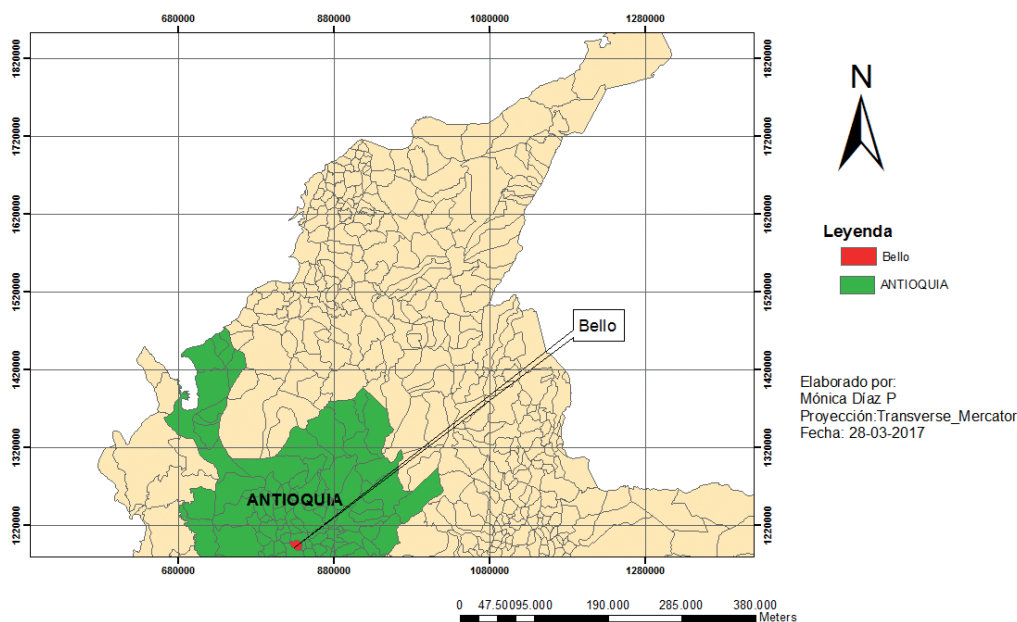 680000 880000 1080000 1280000
1820000
1720000
1620000
1520000
1420000
1320000
1220000
1820000
1720000
1620000
1520000
1420000
1320000
1220000
N
Leyenda
Bello
ANTIOQUIA
Bello
ANTIOQUIA
Elaborado por:
Mónica Díaz P
Proyección:Transverse_Mercator
Fecha: 28-03-2017
680000 880000 1080000 1280000
0 47.50095.000 190.000 285.000 380.000
Meters